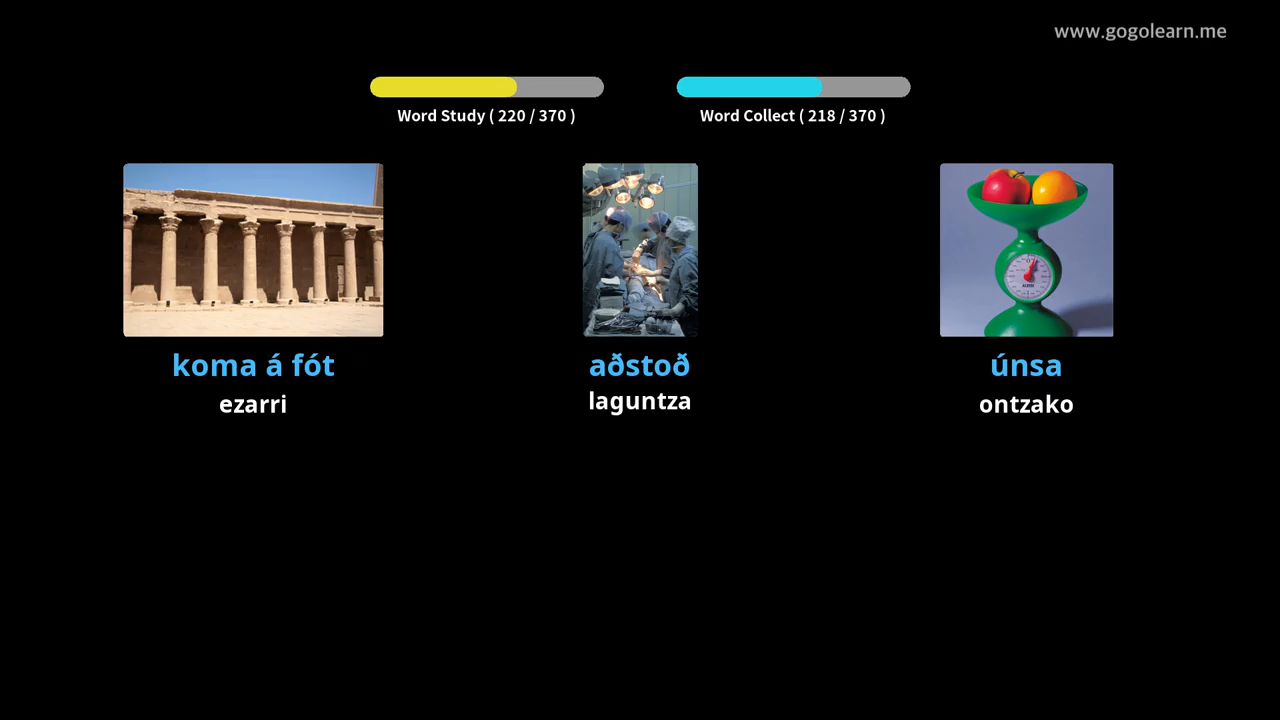 www.gogolearn.me
Word Study ( 220 / 370 )
Word Collect ( 218 / 370 )
koma á fót
ezarri
aðstoð
laguntza
únsa
ontzako